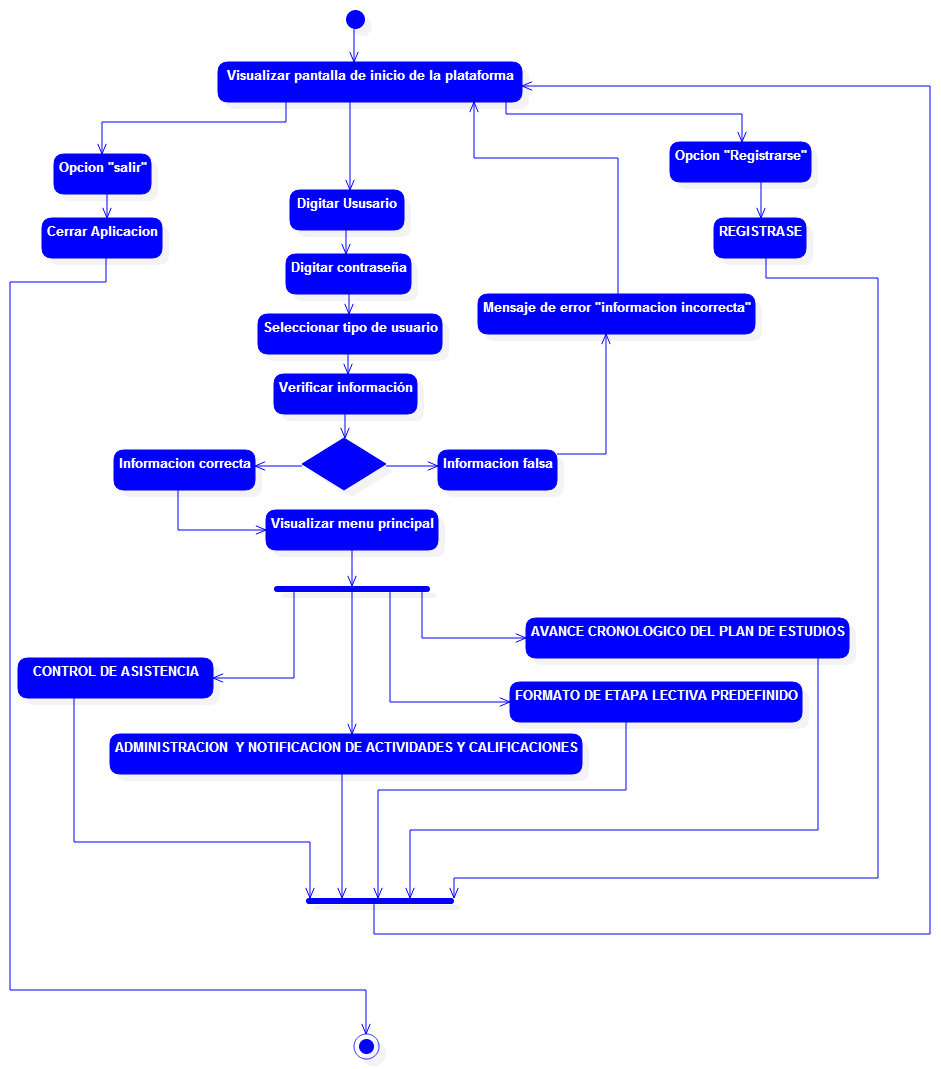 Visualizar pantalla de inicio de la plataforma
Opcion "salir"
Opcion "Registrarse"
Digitar Ususario
Cerrar Aplicacion
REGISTRASE
Digitar contraseña
Mensaje de error "informacion incorrecta"
Seleccionar tipo de usuario
Verificar información
Informacion correcta
Informacion falsa
Visualizar menu principal
AVANCE CRONOLOGICO DEL PLAN DE ESTUDIOS
CONTROL DE ASISTENCIA
FORMATO DE ETAPA LECTIVA PREDEFINIDO
ADMINISTRACION  Y NOTIFICACION DE ACTIVIDADES Y CALIFICACIONES